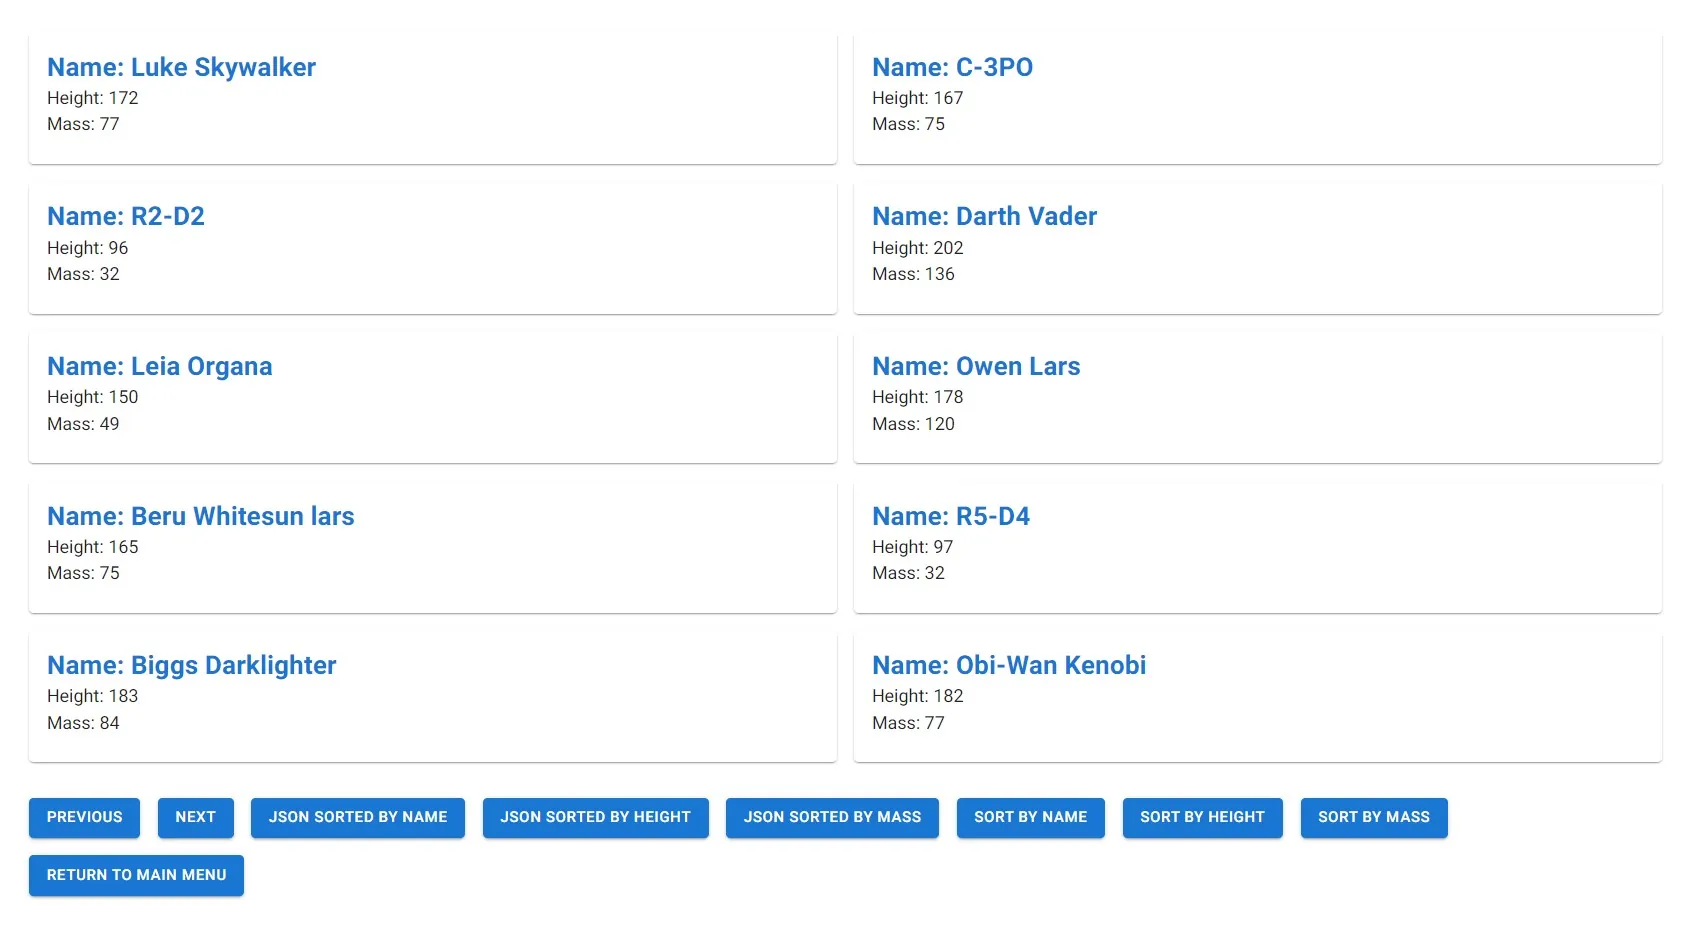 Name: Luke Skywalker
Height: 172
Mass: 77
Name: C-3PO
Height: 167
Mass: 75
Name: R2-D2
Height: 96
Mass: 32
Name: Darth Vader
Height: 202
Mass: 136
Name: Leia Organa
Height: 150
Mass: 49
Name: Owen Lars
Height: 178
Mass: 120
Name: Beru Whitesun lars
Height: 165
Mass: 75
Name: R5-D4
Height: 97
Mass: 32
Name: Biggs Darklighter
Height: 183
Mass: 84
Name: Obi-Wan Kenobi
Height: 182
Mass: 77
PREVIOUS
NEXT
JSON SORTED BY NAME
JSON SORTED BY HEIGHT
JSON SORTED BY MASS
SORT BY NAME
SORT BY HEIGHT
SORT BY MASS
RETURN TO MAIN MENU